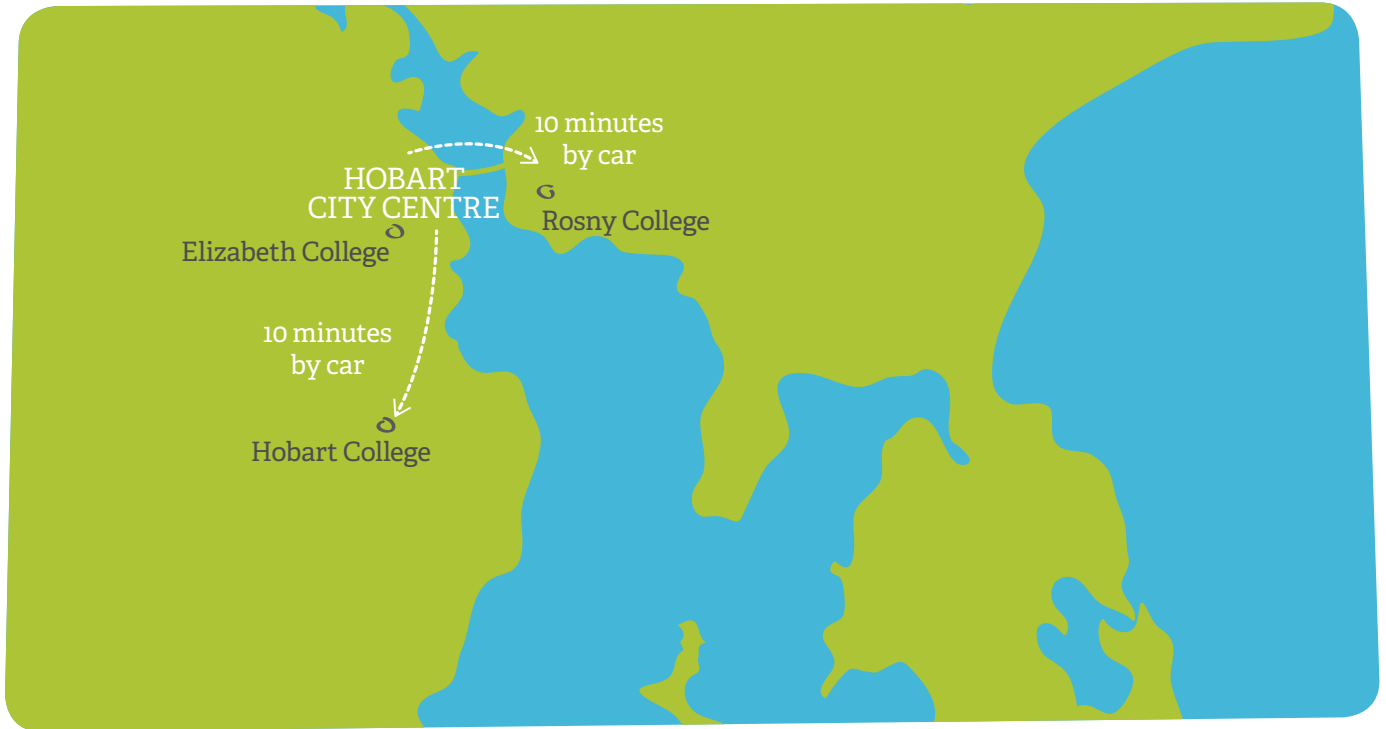 10 minutes
by car
HOBART
CITY CENTRE
Rosny College
Elizabeth College
10 minutes
by car
Hobart College